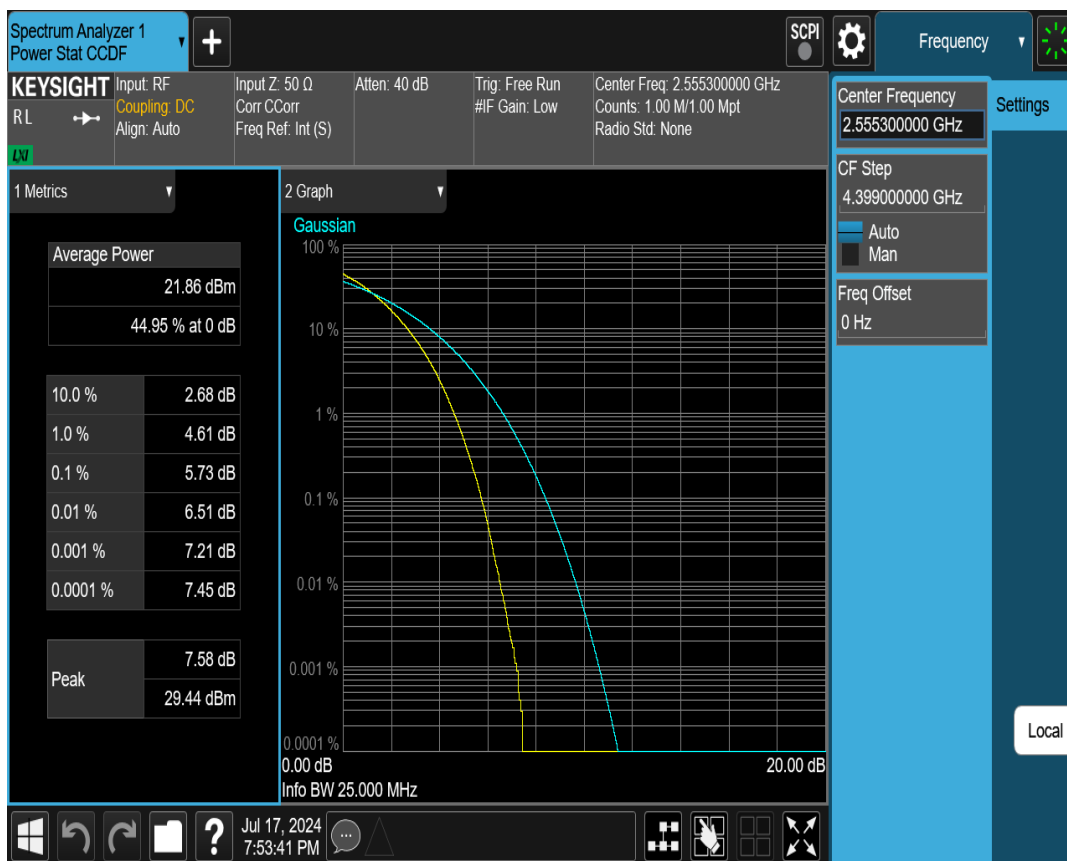 Spectrum Analyzer 1
Power Stat CCDF
+
SCPI
Frequency
KEYSIGHT
RL
LXI
Input: RF
Coupling: DC
Align: Auto
Input Z: 50 Ω
Corr CCorr
Freq Ref: Int (S)
Atten: 40 dB
Trig: Free Run
#IF Gain: Low
Center Freq: 2.555300000 GHz
Counts: 1.00 M/1.00 Mpt
Radio Std: None
Center Frequency
2.555300000 GHz
Settings
CF Step
4.399000000 GHz
Auto
Man
Freq Offset
0 Hz
Local
1 Metrics
Average Power
21.86 dBm
44.95 % at 0 dB
10.0 % 2.68 dB
1.0 % 4.61 dB
0.1 % 5.73 dB
0.01 % 6.51 dB
0.001 % 7.21 dB
0.0001 % 7.45 dB
Peak 7.58 dB
29.44 dBm
2 Graph
Gaussian
100 %
10 %
1 %
0.1 %
0.01 %
0.001 %
0.0001 %
0.00 dB 20.00 dB
Info BW 25.000 MHz
?
Jul 17, 2024
7:53:41 PM